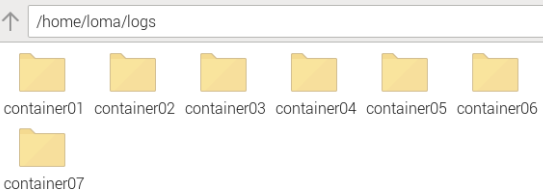 /home/loma/logs
container01 container02 container03 container04 container05 container06
container07